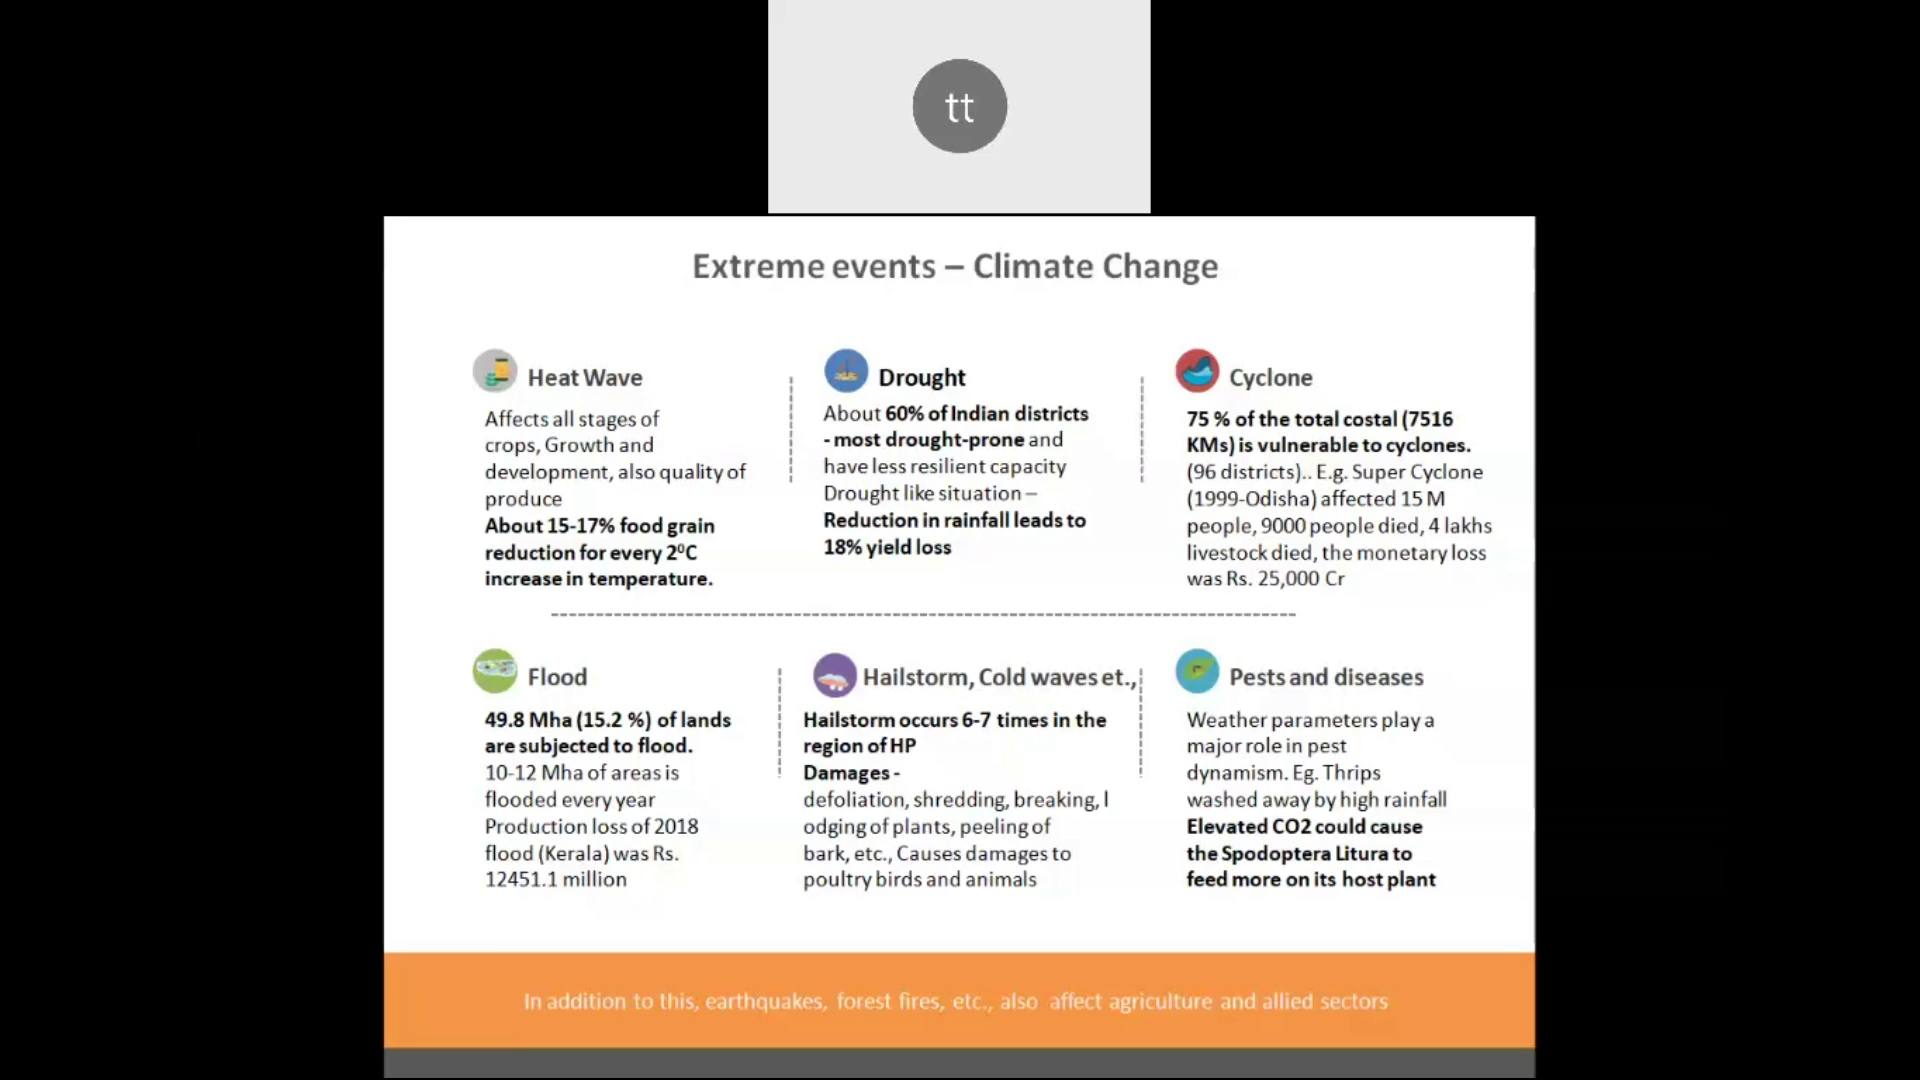 tt
Extreme events – Climate Change
Heat Wave
Affects all stages of
crops, Growth and
development, also quality of
produce
About 15-17% food grain
reduction for every 2⁰C
increase in temperature.
Drought
About 60% of Indian districts
- most drought-prone and
have less resilient capacity
Drought like situation –
Reduction in rainfall leads to
18% yield loss
Cyclone
75 % of the total costal (7516
KMs) is vulnerable to cyclones.
(96 districts).. E.g. Super Cyclone
(1999-Odisha) affected 15 M
people, 9000 people died, 4 lakhs
livestock died, the monetary loss
was Rs. 25,000 Cr
Flood
49.8 Mha (15.2 %) of lands
are subjected to flood.
10-12 Mha of areas is
flooded every year
Production loss of 2018
flood (Kerala) was Rs.
12451.1 million
Hailstorm, Cold waves et.,
Hailstorm occurs 6-7 times in the
region of HP
Damages -
defoliation, shredding, breaking, l
odging of plants, peeling of
bark, etc., Causes damages to
poultry birds and animals
Pests and diseases
Weather parameters play a
major role in pest
dynamism. Eg. Thrips
washed away by high rainfall
Elevated CO2 could cause
the Spodoptera Litura to
feed more on its host plant
In addition to this, earthquakes, forest fires, etc., also affect agriculture and allied sectors